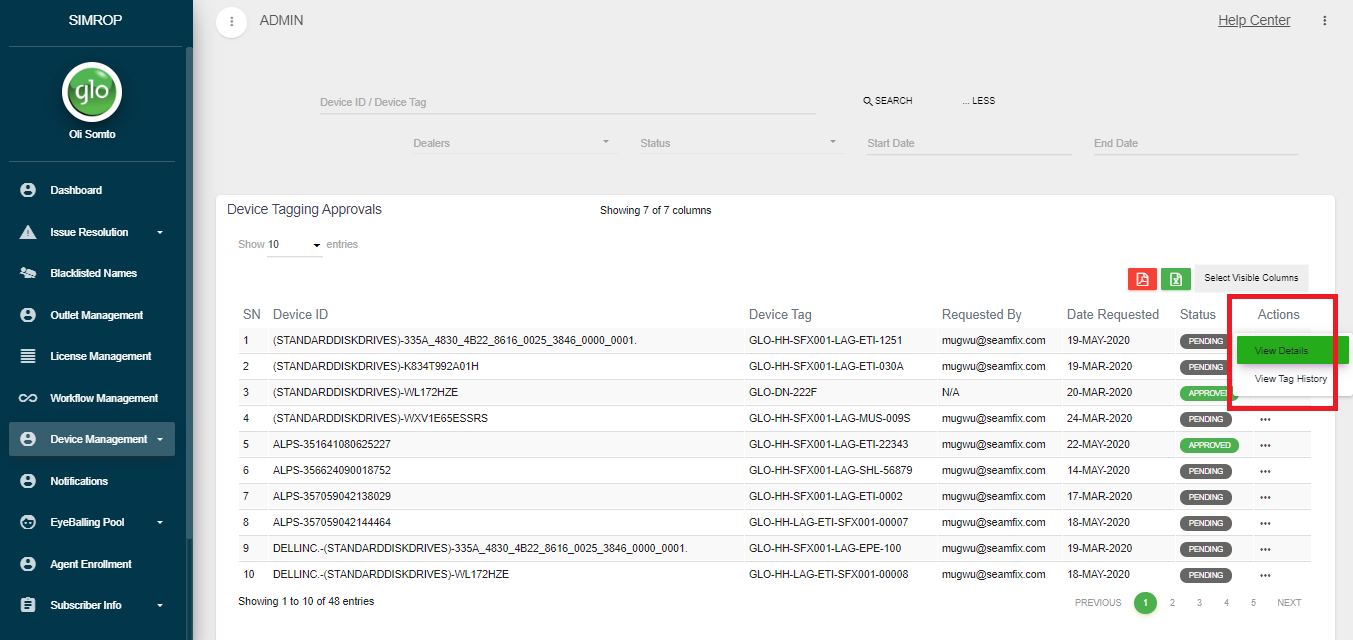 SIMROP
glo
Oli Somto
Dashboard
Issue Resolution
Blacklisted Names
Outlet Management
License Management
Workflow Management
Device Management
Notifications
EyeBalling Pool
Agent Enrollment
Subscriber Info
ADMIN
Help Center
Device ID / Device Tag
SEARCH
... LESS
Dealers
Status
Start Date
End Date
Device Tagging Approvals
Showing 7 of 7 columns
Show 10 entries
Select Visible Columns
SN Device ID Device Tag Requested By Date Requested Status Actions
1 (STANDARDDISKDRIVES)-335A_4830_4B22_8616_0025_3846_0000_0001. GLO-HH-SFX001-LAG-ETI-1251 mugwu@seamfix.com 19-MAY-2020 PENDING
View Details
2 (STANDARDDISKDRIVES)-K834T992A01H GLO-HH-SFX001-LAG-ETI-030A mugwu@seamfix.com 19-MAR-2020 PENDING
View Tag History
3 (STANDARDDISKDRIVES)-WL172HZE GLO-DN-222F N/A 20-MAR-2020 APPROVED
4 (STANDARDDISKDRIVES)-WXV1E65ESSRS GLO-HH-SFX001-LAG-MUS-009S mugwu@seamfix.com 24-MAR-2020 PENDING
5 ALPS-351641080625227 GLO-HH-SFX001-LAG-ETI-22343 mugwu@seamfix.com 22-MAY-2020 APPROVED
6 ALPS-356624090018752 GLO-HH-SFX001-LAG-SHL-56879 mugwu@seamfix.com 14-MAY-2020 PENDING
7 ALPS-357059042138029 GLO-HH-SFX001-LAG-ETI-0002 mugwu@seamfix.com 17-MAR-2020 PENDING
8 ALPS-357059042144464 GLO-HH-LAG-ETI-SFX001-00007 mugwu@seamfix.com 18-MAY-2020 PENDING
9 DELLINC.-(STANDARDDISKDRIVES)-335A_4830_4B22_8616_0025_3846_0000_0001. GLO-HH-SFX001-LAG-EPE-100 mugwu@seamfix.com 19-MAR-2020 PENDING
10 DELLINC.-(STANDARDDISKDRIVES)-WL172HZE GLO-HH-LAG-ETI-SFX001-00008 mugwu@seamfix.com 18-MAY-2020 PENDING
Showing 1 to 10 of 48 entries
PREVIOUS 1 2 3 4 5 NEXT